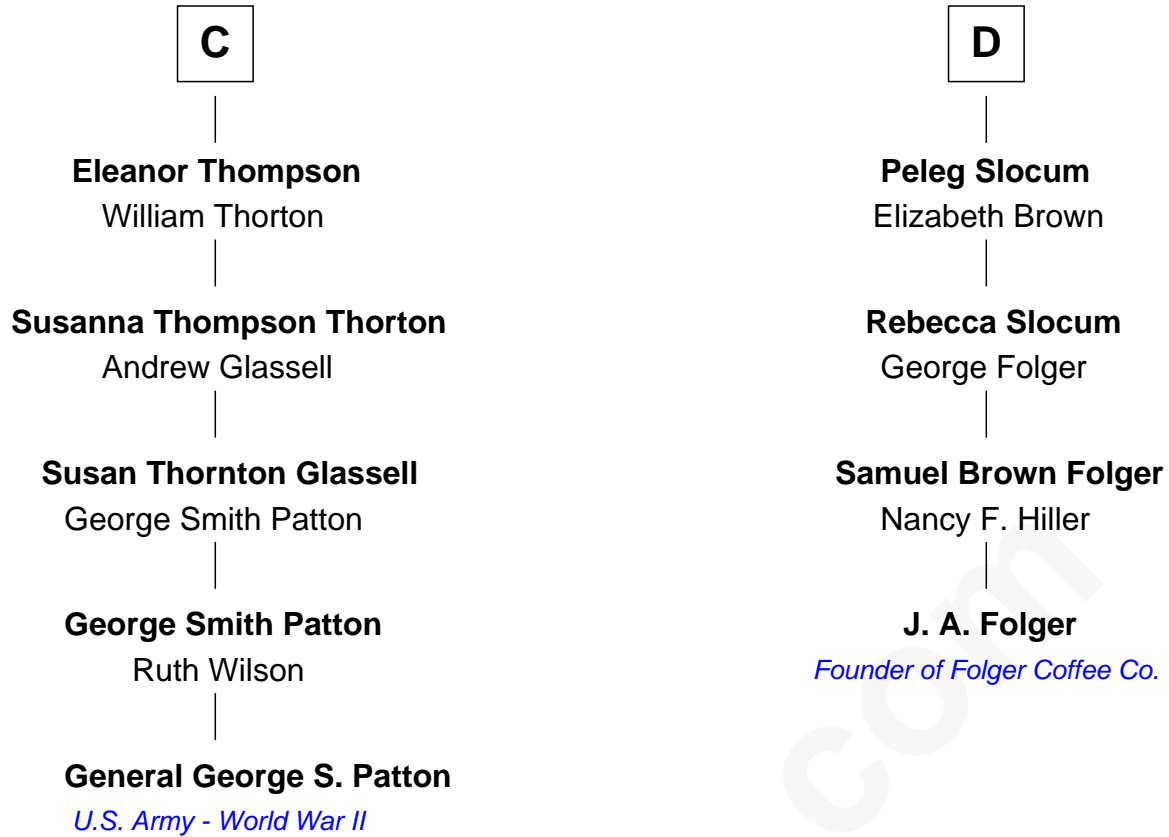 C
Eleanor Thompson
William Thorton
Susanna Thompson Thorton
Andrew Glassell
Susan Thornton Glassell
George Smith Patton
George Smith Patton
Ruth Wilson
General George S. Patton
U.S. Army - World War II
D
Peleg Slocum
Elizabeth Brown
Rebecca Slocum
George Folger
Samuel Brown Folger
Nancy F. Hiller
J. A. Folger
Founder of Folger Coffee Co.
com